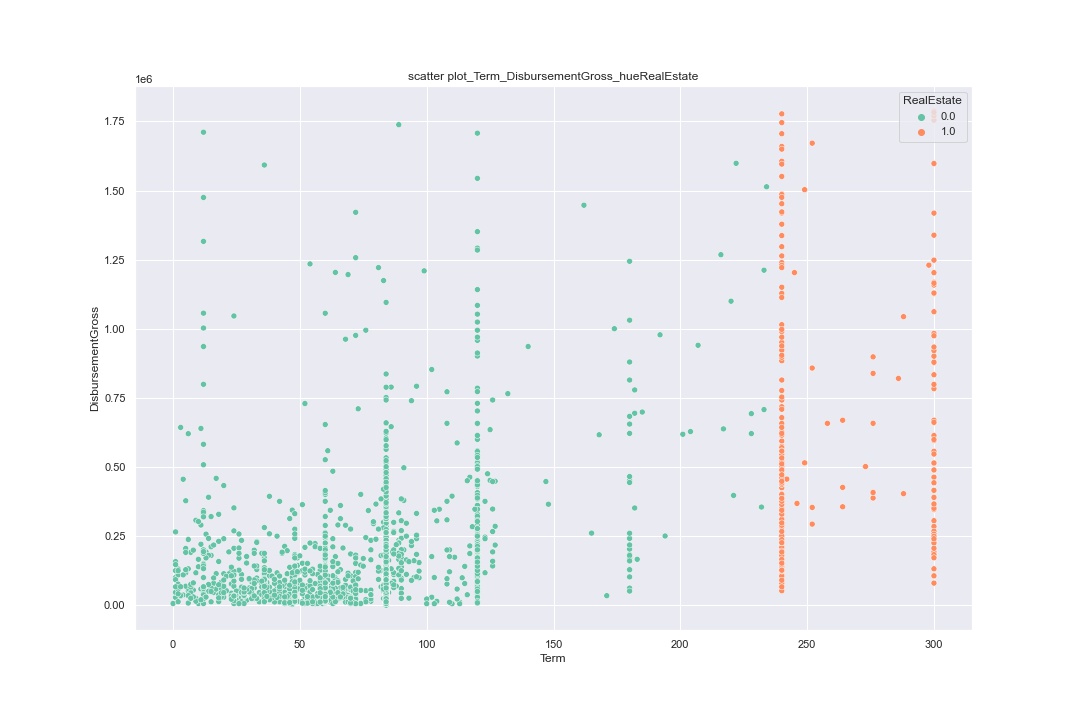 scatter plot_Term_DisbursementGross_hueRealEstate
1e6
RealEstate
0.0
1.0
1.75
1.50
1.25
1.00
0.75
0.50
0.25
0.00
DisbursementGross
0 50 100 150 200 250 300
Term